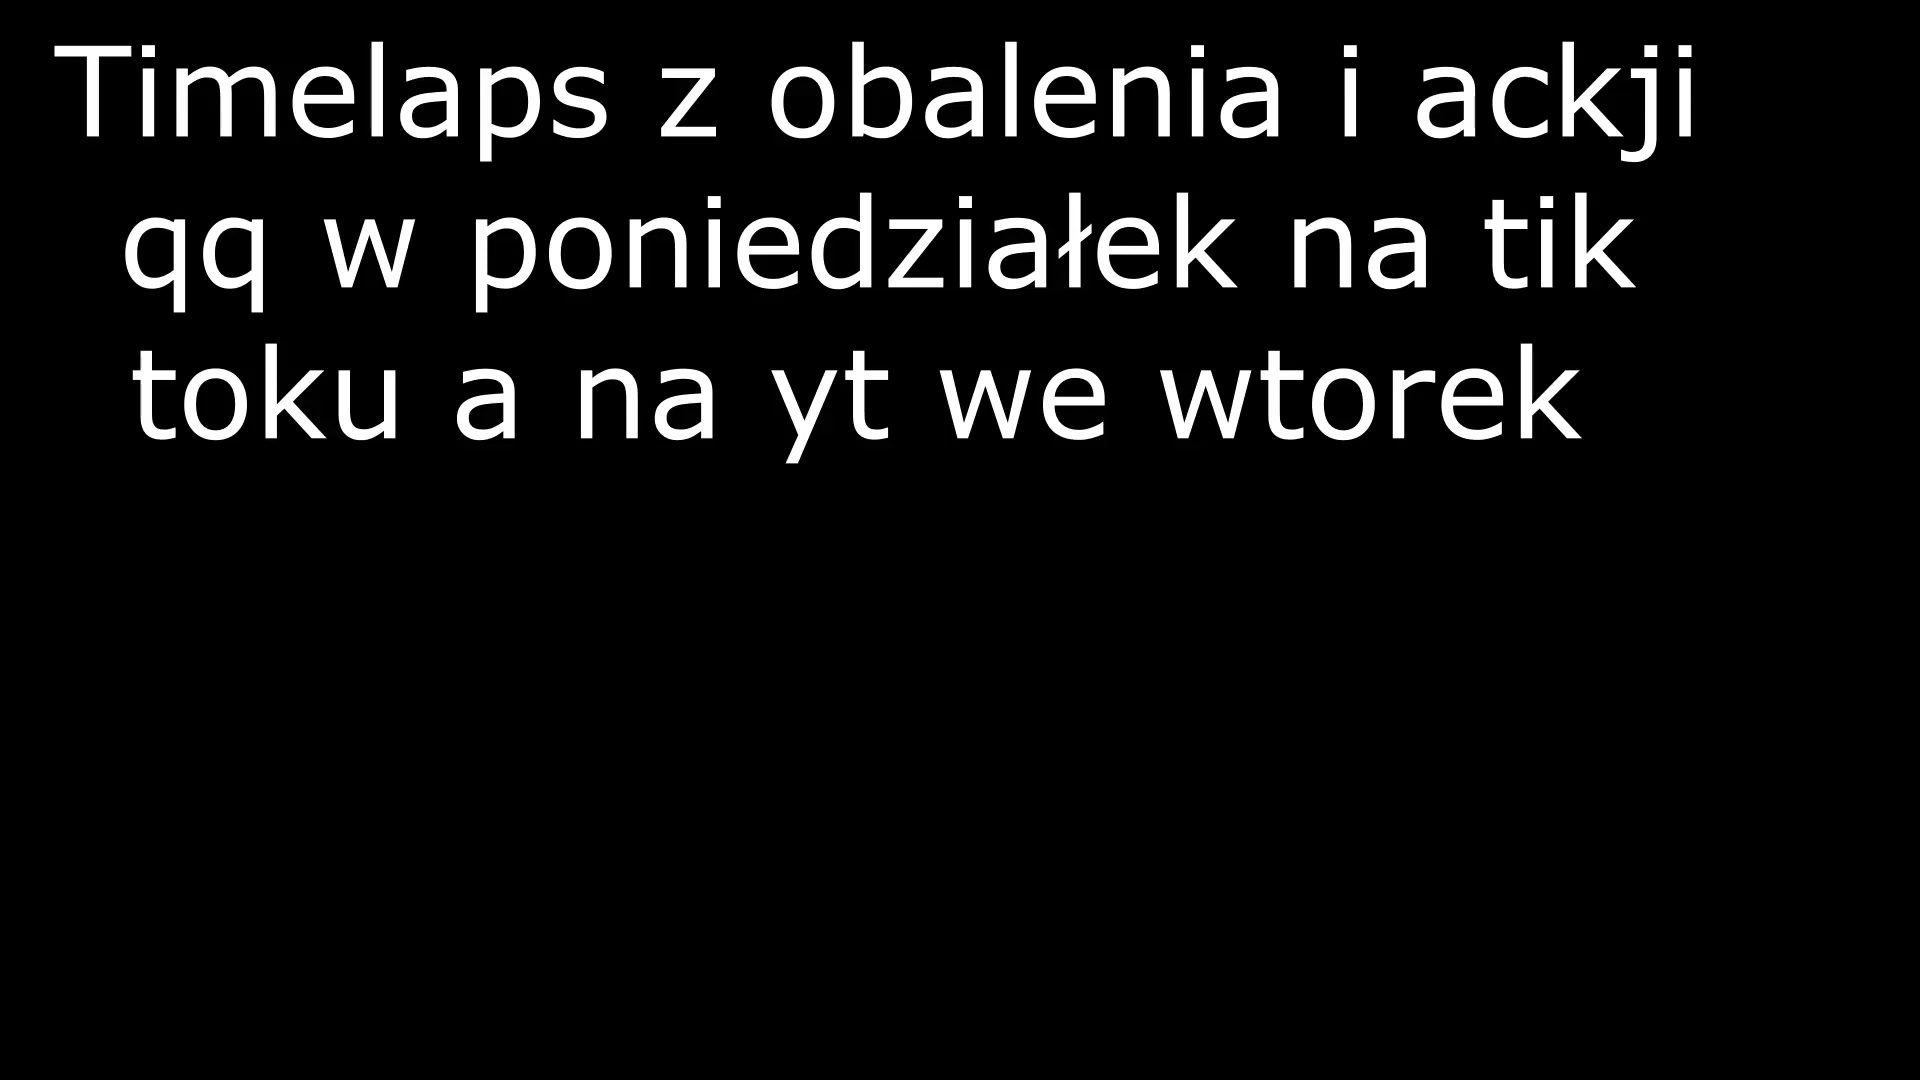 Timelaps z obalenia i ackji
qq w poniedziałek na tik
toku a na yt we wtorek